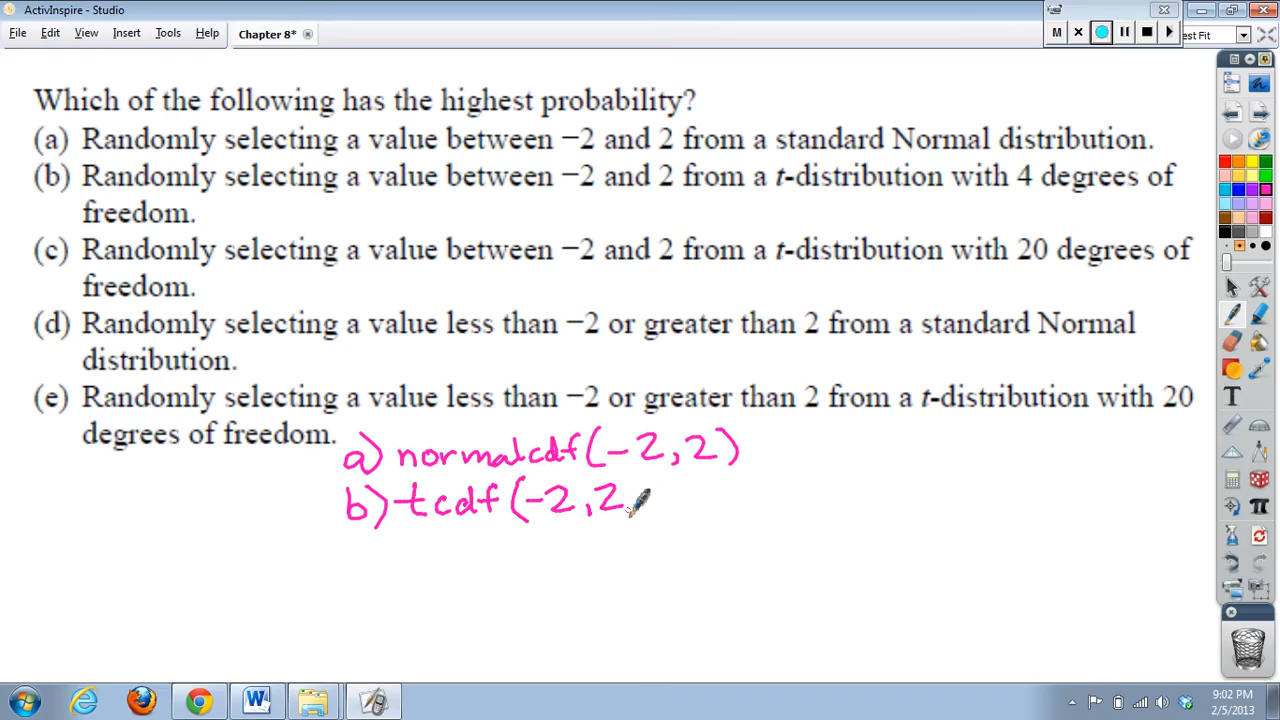 ActivInspire - Studio
File Edit View Insert Tools Help
Chapter 8*
M
est Fit
Which of the following has the highest probability?
(a) Randomly selecting a value between −2 and 2 from a standard Normal distribution.
(b) Randomly selecting a value between −2 and 2 from a t-distribution with 4 degrees of
freedom.
(c) Randomly selecting a value between −2 and 2 from a t-distribution with 20 degrees of
freedom.
(d) Randomly selecting a value less than −2 or greater than 2 from a standard Normal
distribution.
(e) Randomly selecting a value less than −2 or greater than 2 from a t-distribution with 20
degrees of freedom.
a) normalcdf(-2,2)
b) tcdf(-2,2,
9:02 PM
2/5/2013